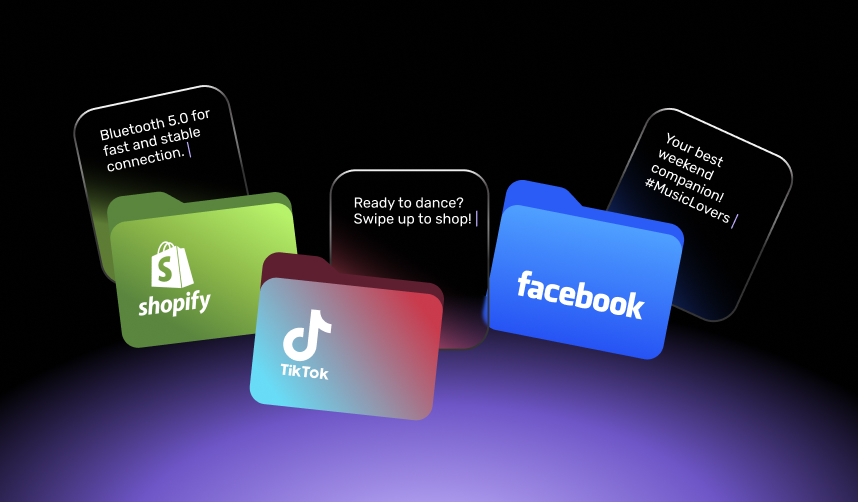 Bluetooth 5.0 for
fast and stable
connection.
shopify
Ready to dance?
Swipe up to shop!
TikTok
Your best
weekend
companion!
#MusicLovers
facebook